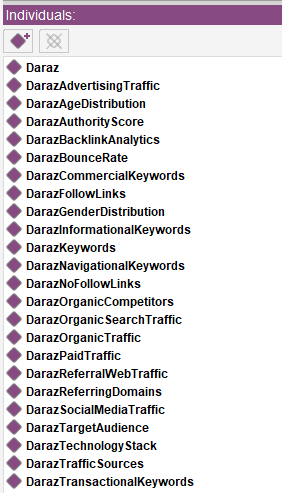 Individuals:
Daraz
DarazAdvertisingTraffic
DarazAgeDistribution
DarazAuthorityScore
DarazBacklinkAnalytics
DarazBounceRate
DarazCommercialKeywords
DarazFollowLinks
DarazGenderDistribution
DarazInformationalKeywords
DarazKeywords
DarazNavigationalKeywords
DarazNoFollowLinks
DarazOrganicCompetitors
DarazOrganicSearchTraffic
DarazOrganicTraffic
DarazPaidTraffic
DarazReferralWebTraffic
DarazReferringDomains
DarazSocialMediaTraffic
DarazTargetAudience
DarazTechnologyStack
DarazTrafficSources
DarazTransactionalKeywords